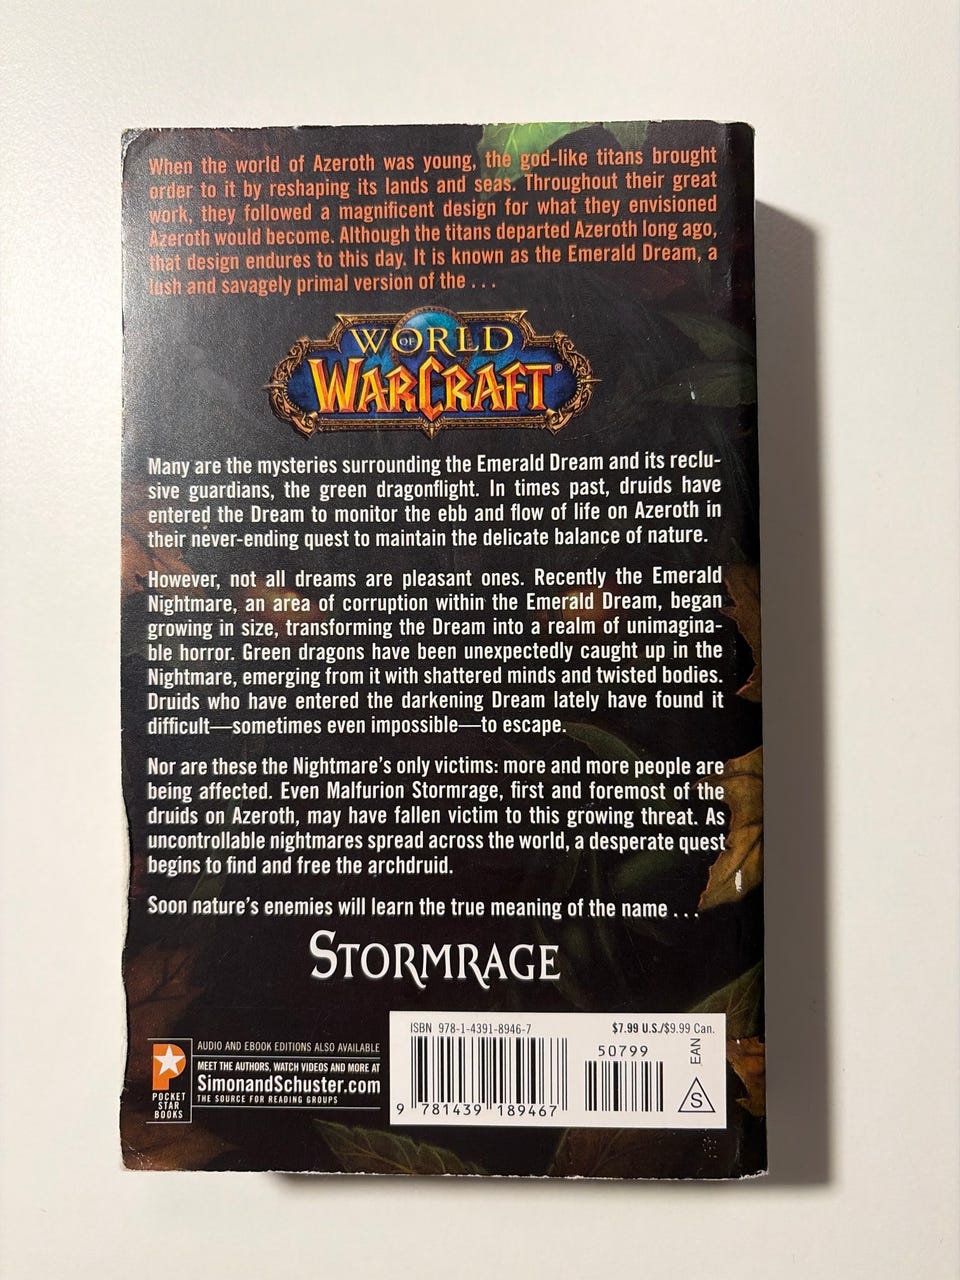 When the world of Azeroth was young, the god-like titans brought
order to it by reshaping its lands and seas. Throughout their great
work, they followed a magnificent design for what they envisioned
Azeroth would become. Although the titans departed Azeroth long ago,
that design endures to this day. It is known as the Emerald Dream, a
lush and savagely primal version of the . . .
WORLD OF
WARCRAFT®
Many are the mysteries surrounding the Emerald Dream and its reclu-
sive guardians, the green dragonflight. In times past, druids have
entered the Dream to monitor the ebb and flow of life on Azeroth in
their never-ending quest to maintain the delicate balance of nature.
However, not all dreams are pleasant ones. Recently the Emerald
Nightmare, an area of corruption within the Emerald Dream, began
growing in size, transforming the Dream into a realm of unimagina-
ble horror. Green dragons have been unexpectedly caught up in the
Nightmare, emerging from it with shattered minds and twisted bodies.
Druids who have entered the darkening Dream lately have found it
difficult—sometimes even impossible—to escape.
Nor are these the Nightmare's only victims: more and more people are
being affected. Even Malfurion Stormrage, first and foremost of the
druids on Azeroth, may have fallen victim to this growing threat. As
uncontrollable nightmares spread across the world, a desperate quest
begins to find and free the archdruid.
Soon nature's enemies will learn the true meaning of the name . . .
STORMRAGE
P
POCKET
STAR
BOOKS
AUDIO AND EBOOK EDITIONS ALSO AVAILABLE
MEET THE AUTHORS, WATCH VIDEOS AND MORE AT
SimonandSchuster.com
THE SOURCE FOR READING GROUPS
ISBN 978-1-4391-8946-7
$7.99 U.S./$9.99 Can.
50799
EAN
S
9 781439 189467